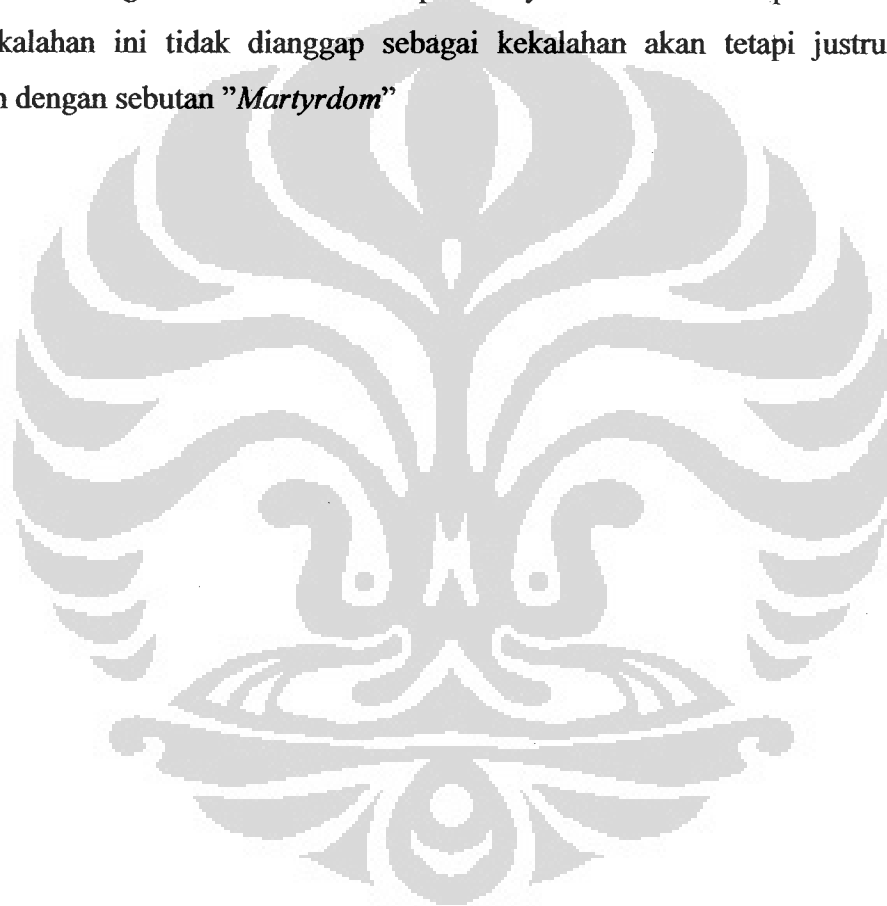 kalahan ini tidak dianggap sebagai kekalahan akan tetapi justru
dengan sebutan ”Martyrdom”